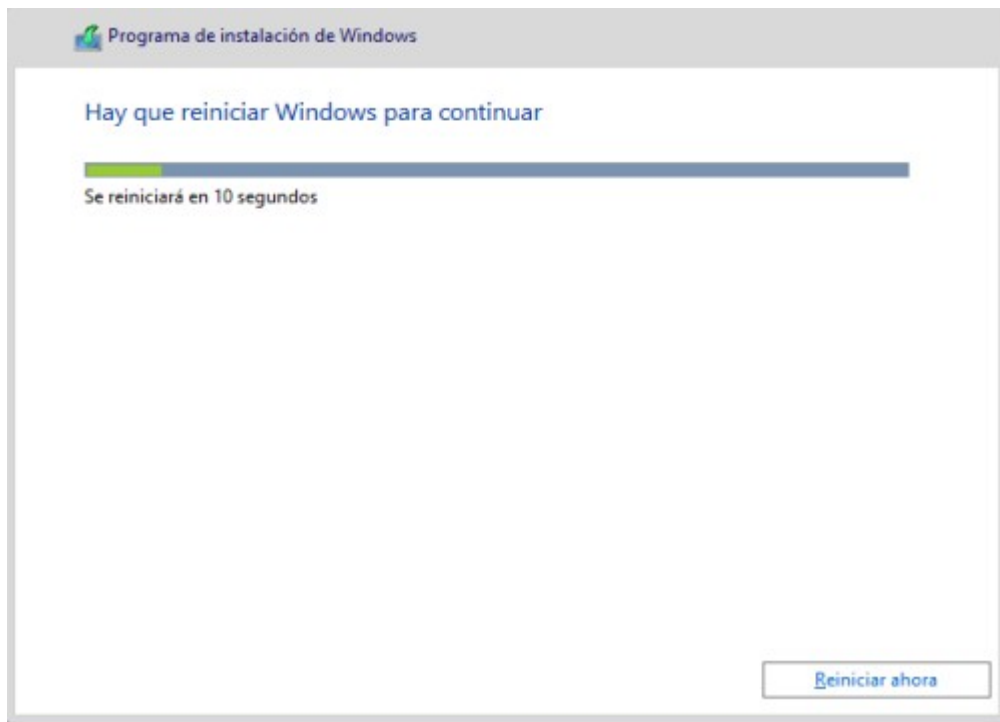 Programa de instalación de Windows
Hay que reiniciar Windows para continuar
Se reiniciará en 10 segundos
Reiniciar ahora